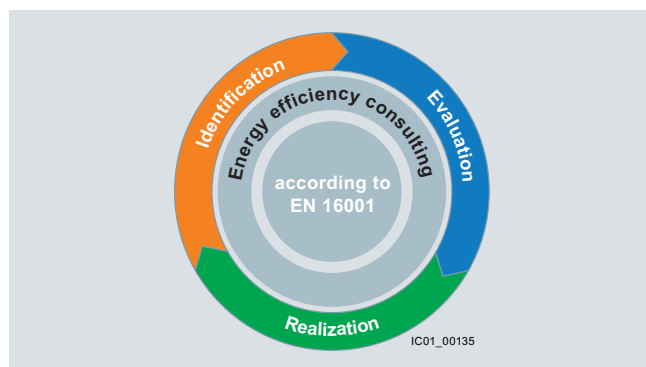 Identification
Evaluation
Energy efficiency consulting
according to
EN 16001
Realization
IC01_00135